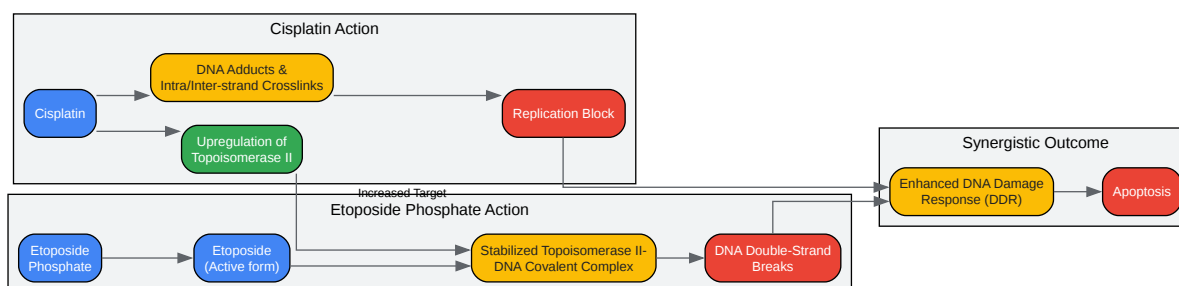 Cisplatin Action
DNA Adducts &
Intra/Inter-strand Crosslinks
Cisplatin
Replication Block
Upregulation of
Topoisomerase II
Synergistic Outcome
Enhanced DNA Damage
Response (DDR)
Apoptosis
Increased Target
Etoposide Phosphate Action
Etoposide
Phosphate
Etoposide
(Active form)
Stabilized Topoisomerase II-
DNA Covalent Complex
DNA Double-Strand
Breaks